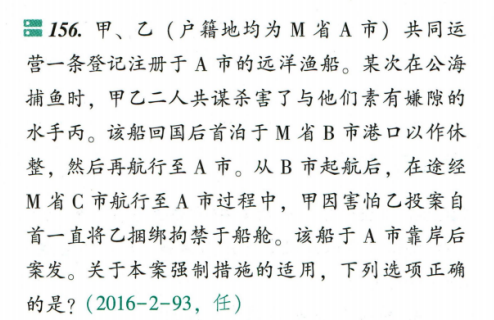 156. 甲、乙（户籍地均为 M 省 A 市）共同运
营一条登记注册于 A 市的远洋渔船。某次在公海
捕鱼时，甲乙二人共谋杀害了与他们素有嫌隙的
水手丙。该船回国后首泊于 M 省 B 市港口以作休
整，然后再航行至 A 市。从 B 市起航后，在途经
M 省 C 市航行至 A 市过程中，甲因害怕乙投案自
首一直将乙捆绑拘禁于船舱。该船于 A 市靠岸后
案发。关于本案强制措施的适用，下列选项正确
的是？（2016-2-93，任）